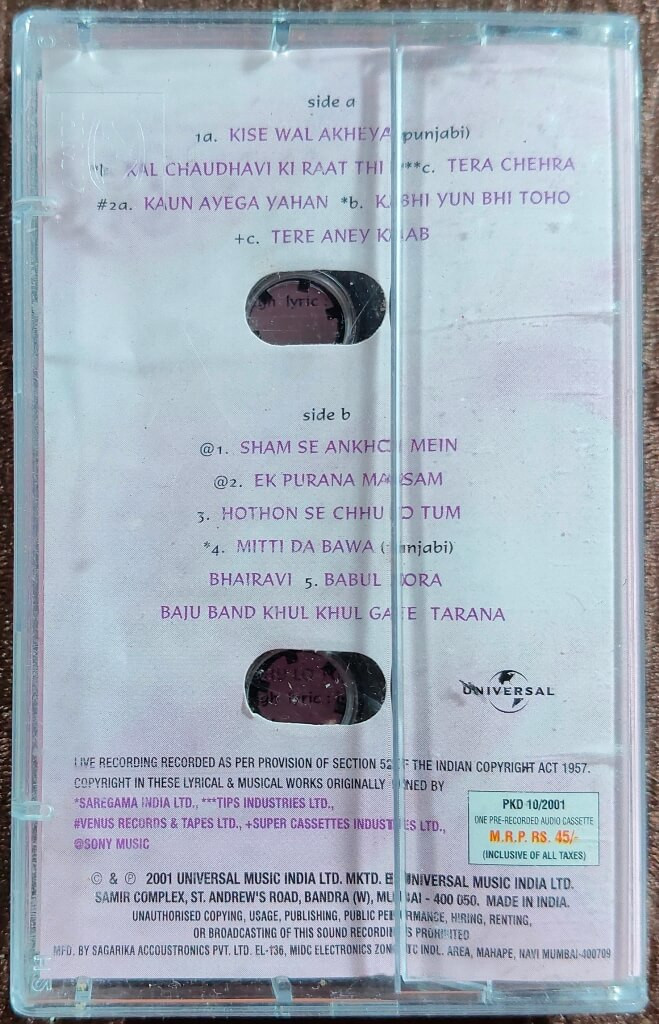 side a
1a. KISE WAL AKHEYA (punjabi)
*b. KAL CHAUDHAVI KI RAAT THI ***c. TERA CHEHRA
#2a. KAUN AYEGA YAHAN *b. KABHI YUN BHI TOHO
+c. TERE ANEY K AAB
gh lyric
side b
@1. SHAM SE ANKHON MEIN
@2. EK PURANA MAUSAM
3. HOTHON SE CHHU LO TUM
*4. MITTI DA BAWA (punjabi)
BHAIRAVI 5. BABUL MORA
BAJU BAND KHUL KHUL GAYE TARANA
gh lyric :
UNIVERSAL
LIVE RECORDING RECORDED AS PER PROVISION OF SECTION 52 OF THE INDIAN COPYRIGHT ACT 1957.
COPYRIGHT IN THESE LYRICAL & MUSICAL WORKS ORIGINALLY OWNED BY
*SAREGAMA INDIA LTD., ***TIPS INDUSTRIES LTD.,
#VENUS RECORDS & TAPES LTD., +SUPER CASSETTES INDUSTRIES LTD.,
@SONY MUSIC
PKD 10/2001
ONE PRE-RECORDED AUDIO CASSETTE
M.R.P. RS. 45/-
(INCLUSIVE OF ALL TAXES)
© & ℗ 2001 UNIVERSAL MUSIC INDIA LTD. MKTD. BY UNIVERSAL MUSIC INDIA LTD.
SAMIR COMPLEX, ST. ANDREW'S ROAD, BANDRA (W), MUMBAI - 400 050. MADE IN INDIA.
UNAUTHORISED COPYING, USAGE, PUBLISHING, PUBLIC PERFORMANCE, HIRING, RENTING,
OR BROADCASTING OF THIS SOUND RECORDING IS PROHIBITED
MFD. BY SAGARIKA ACCOUSTRONICS PVT. LTD. EL-136, MIDC ELECTRONICS ZONE, TTC INDL. AREA, MAHAPE, NAVI MUMBAI-400709